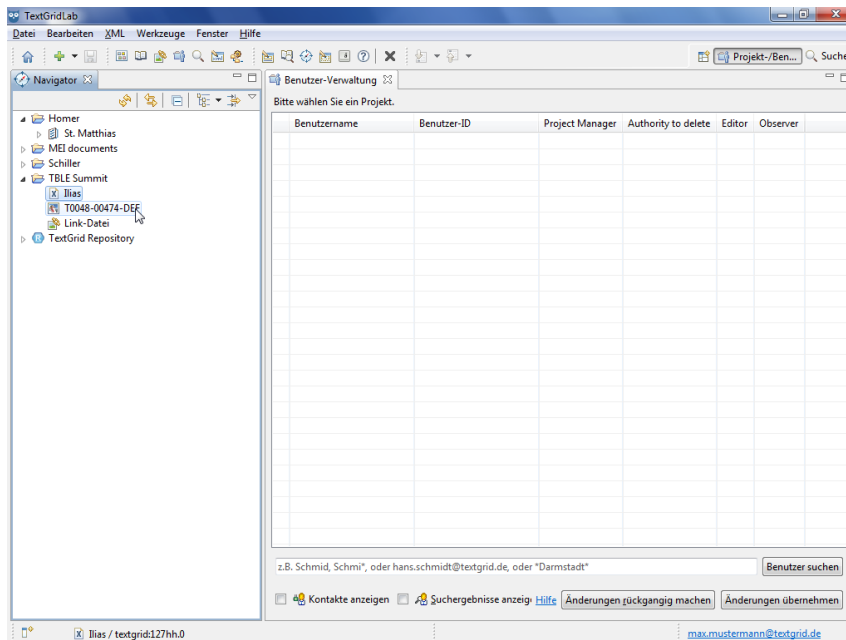 TextGridLab
Datei Bearbeiten XML Werkzeuge Fenster Hilfe
Projekt-/Ben... Suche
Navigator
Benutzer-Verwaltung
Bitte wählen Sie ein Projekt.
Benutzername Benutzer-ID Project Manager Authority to delete Editor Observer
Homer
St. Matthias
MEI documents
Schiller
TBLE Summit
Ilias
T0048-00474-DEF
Link-Datei
TextGrid Repository
z.B. Schmid, Schmi*, oder hans.schmidt@textgrid.de, oder *Darmstadt* Benutzer suchen
Kontakte anzeigen Suchergebnisse anzeig Hilfe Änderungen rückgangig machen Änderungen übernehmen
Ilias / textgrid:127hh.0 max.mustermann@textgrid.de